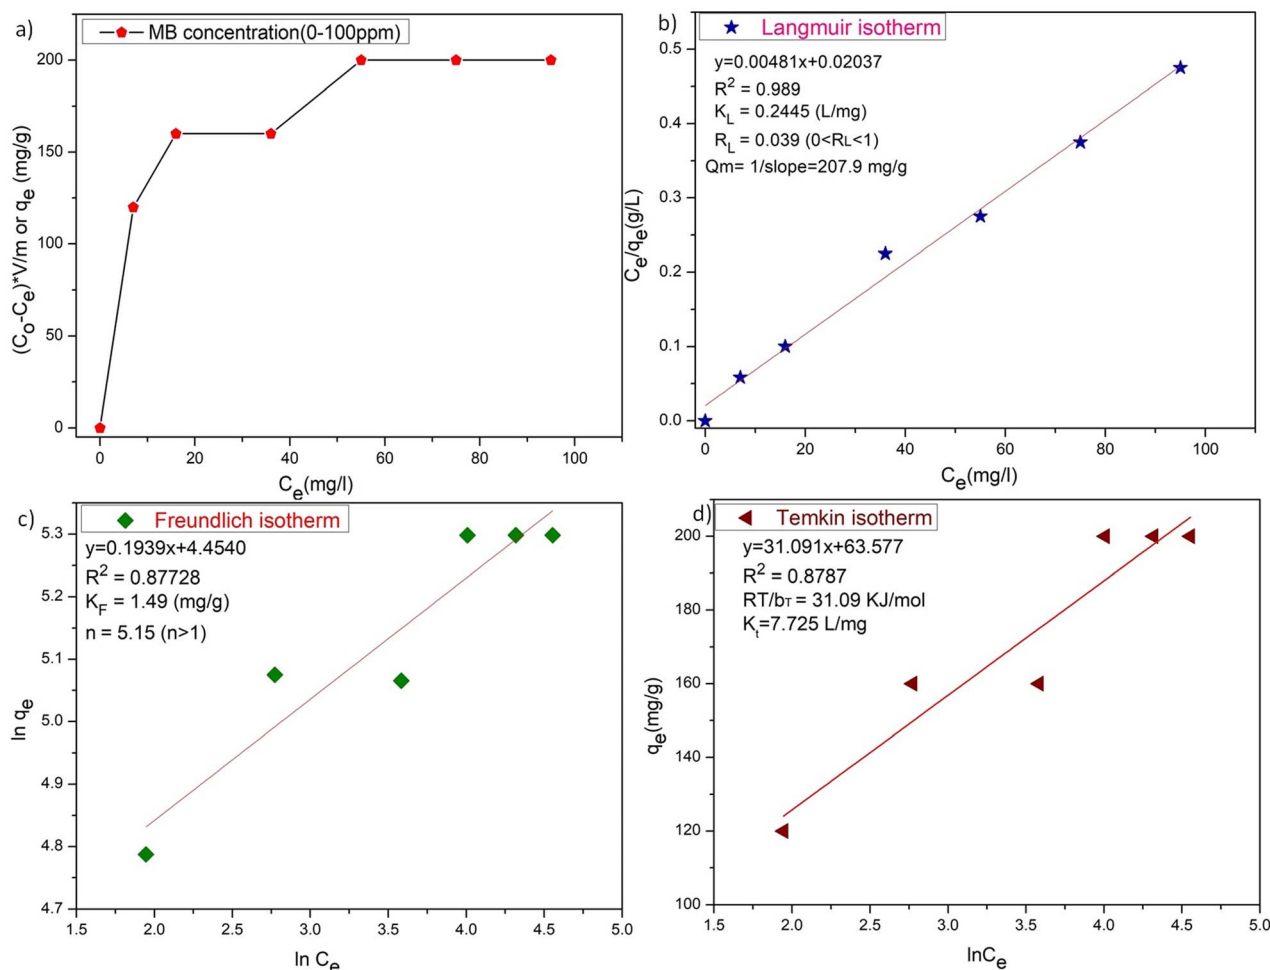 a)
MB concentration(0-100ppm)
200
150
100
50
0
(C₀-Cₑ)*V/m or qₑ (mg/g)
0 20 40 60 80 100
Cₑ(mg/l)
b)
Langmuir isotherm
y=0.00481x+0.02037
R² = 0.989
K_L = 0.2445 (L/mg)
R_L = 0.039 (0<RL<1)
Qm= 1/slope=207.9 mg/g
0.5
0.4
0.3
0.2
0.1
0.0
Cₑ/qₑ(g/L)
0 20 40 60 80 100
Cₑ(mg/l)
c)
Freundlich isotherm
y=0.1939x+4.4540
R² = 0.87728
K_F = 1.49 (mg/g)
n = 5.15 (n>1)
5.3
5.2
5.1
5.0
4.9
4.8
4.7
ln qₑ
1.5 2.0 2.5 3.0 3.5 4.0 4.5 5.0
ln Cₑ
d)
Temkin isotherm
y=31.091x+63.577
R² = 0.8787
RT/bT = 31.09 KJ/mol
Kₜ=7.725 L/mg
200
180
160
140
120
100
qₑ(mg/g)
1.5 2.0 2.5 3.0 3.5 4.0 4.5 5.0
lnCₑ